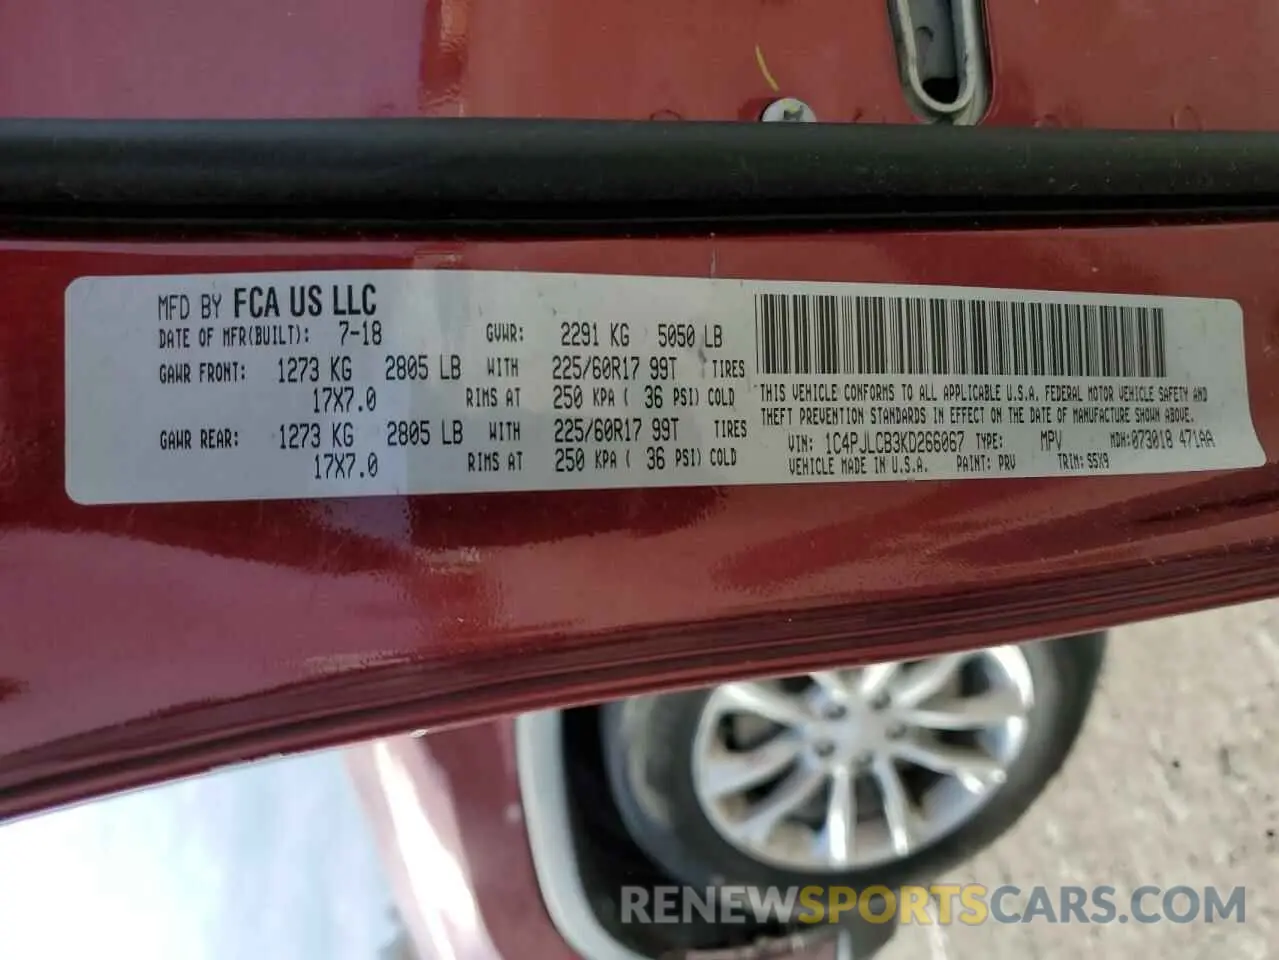 MFD BY FCA US LLC
DATE OF MFR(BUILT): 7-18 GVWR: 2291 KG 5050 LB
GAWR FRONT: 1273 KG 2805 LB WITH 225/60R17 99T TIRES
17X7.0 RIMS AT 250 KPA ( 36 PSI) COLD
GAWR REAR: 1273 KG 2805 LB WITH 225/60R17 99T TIRES
17X7.0 RIMS AT 250 KPA ( 36 PSI) COLD
THIS VEHICLE CONFORMS TO ALL APPLICABLE U.S.A. FEDERAL MOTOR VEHICLE SAFETY AND
THEFT PREVENTION STANDARDS IN EFFECT ON THE DATE OF MANUFACTURE SHOWN ABOVE.
VIN: 1C4PJLCB3KD266067 TYPE: MPV MDH: 073018 471AA
VEHICLE MADE IN U.S.A. PAINT: PRV TRIM: S5X9
RENEWSPORTSCARS.COM